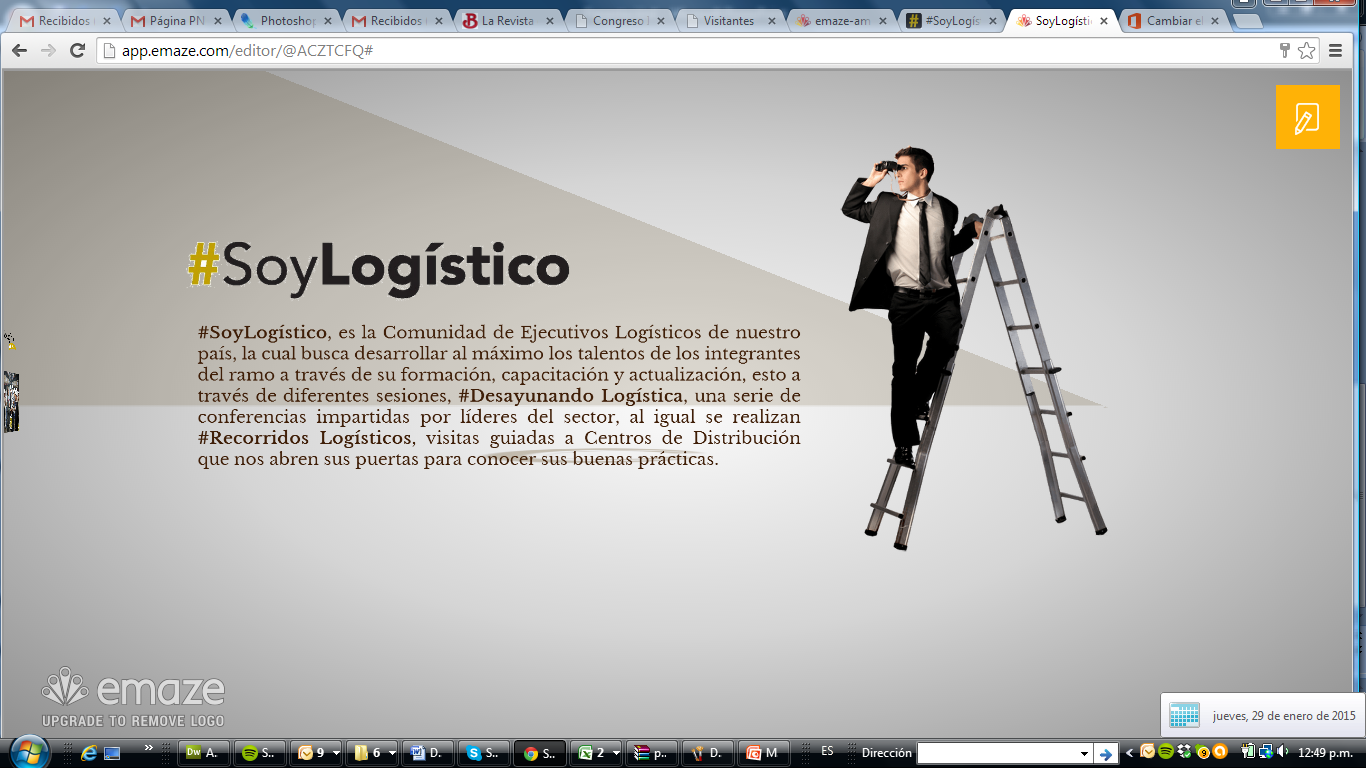 Recibidos
Página PN
Photoshop
Recibidos
La Revista
Congreso
Visitantes
emaze-am
#SoyLogís
SoyLogísti
Cambiar el
app.emaze.com/editor/@ACZTCFQ#
#SoyLogístico
#SoyLogístico, es la Comunidad de Ejecutivos Logísticos de nuestro
país, la cual busca desarrollar al máximo los talentos de los integrantes
del ramo a través de su formación, capacitación y actualización, esto a
través de diferentes sesiones, #Desayunando Logística, una serie de
conferencias impartidas por líderes del sector, al igual se realizan
#Recorridos Logísticos, visitas guiadas a Centros de Distribución
que nos abren sus puertas para conocer sus buenas prácticas.
emaze
UPGRADE TO REMOVE LOGO
jueves, 29 de enero de 2015
» Dw A. S.. 9 6 D. S.. S.. 2 p.. D. M ES Dirección 12:49 p.m.